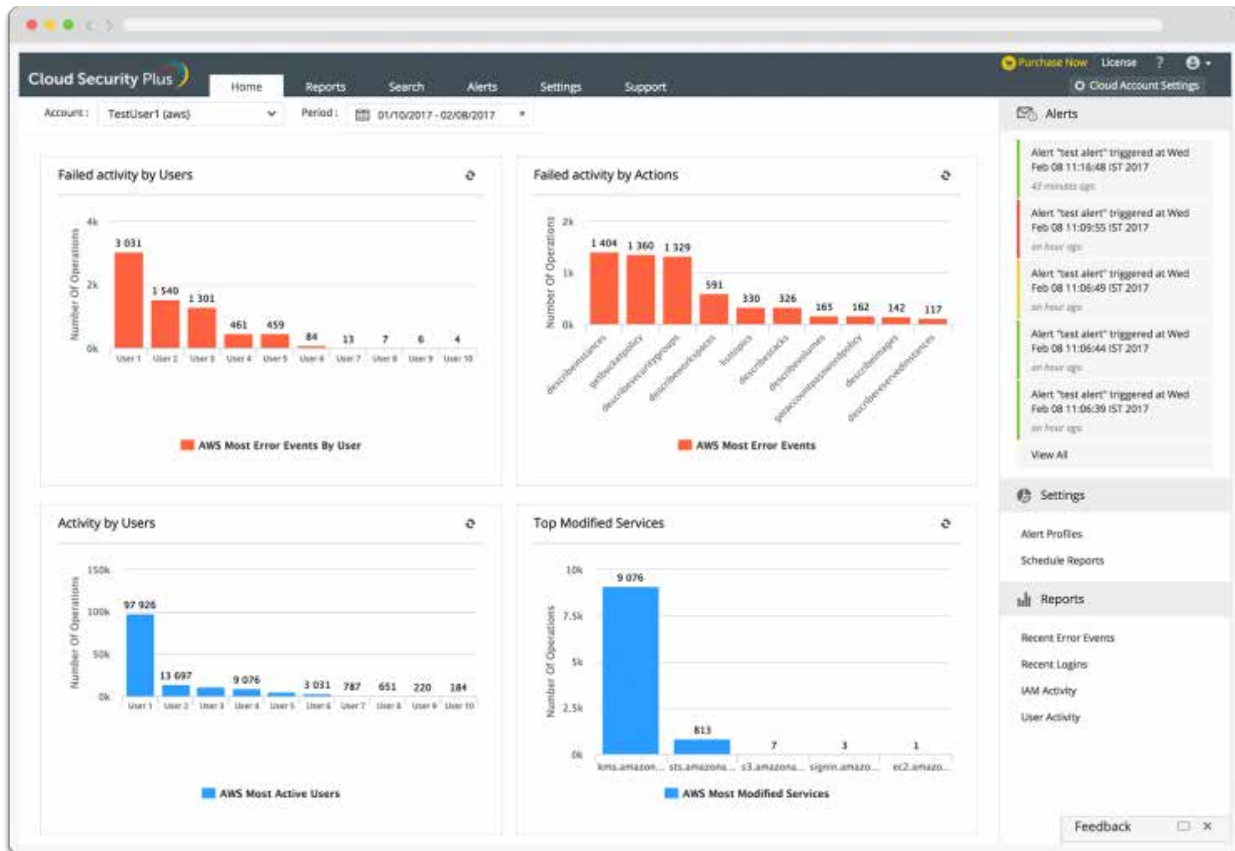 Purchase Now License ?
Cloud Security Plus
Home Reports Search Alerts Settings Support
Cloud Account Settings
Account : TestUser1 (aws) Period : 01/10/2017 - 02/08/2017
Failed activity by Users
Number Of Operations
4k
2k
0k
3 031
1 540
1 301
461
459
84
13
7
6
4
User 1 User 2 User 3 User 4 User 5 User 6 User 7 User 8 User 9 User 10
AWS Most Error Events By User
Failed activity by Actions
Number Of Operations
2k
1k
0k
1 404
1 360
1 329
591
330
326
165
162
142
117
describeinstances
getbucketpolicy
describesecuritygroups
describeworkspaces
listtopics
describestacks
describevolumes
getaccountpasswordpolicy
describeimages
describereservedinstances
AWS Most Error Events
Activity by Users
Number Of Operations
150k
100k
50k
0k
97 926
13 697
9 076
3 031
787
651
220
184
User 1 User 2 User 3 User 4 User 5 User 6 User 7 User 8 User 9 User 10
AWS Most Active Users
Top Modified Services
Number Of Operations
10k
7.5k
5k
2.5k
0k
9 076
813
7
3
1
kms.amazon... sts.amazona... s3.amazona... signin.amazo... ec2.amazo...
AWS Most Modified Services
Alerts
Alert "test alert" triggered at Wed
Feb 08 11:16:48 IST 2017
43 minutes ago
Alert "test alert" triggered at Wed
Feb 08 11:09:55 IST 2017
an hour ago
Alert "test alert" triggered at Wed
Feb 08 11:06:49 IST 2017
an hour ago
Alert "test alert" triggered at Wed
Feb 08 11:06:44 IST 2017
an hour ago
Alert "test alert" triggered at Wed
Feb 08 11:06:39 IST 2017
an hour ago
View All
Settings
Alert Profiles
Schedule Reports
Reports
Recent Error Events
Recent Logins
IAM Activity
User Activity
Feedback